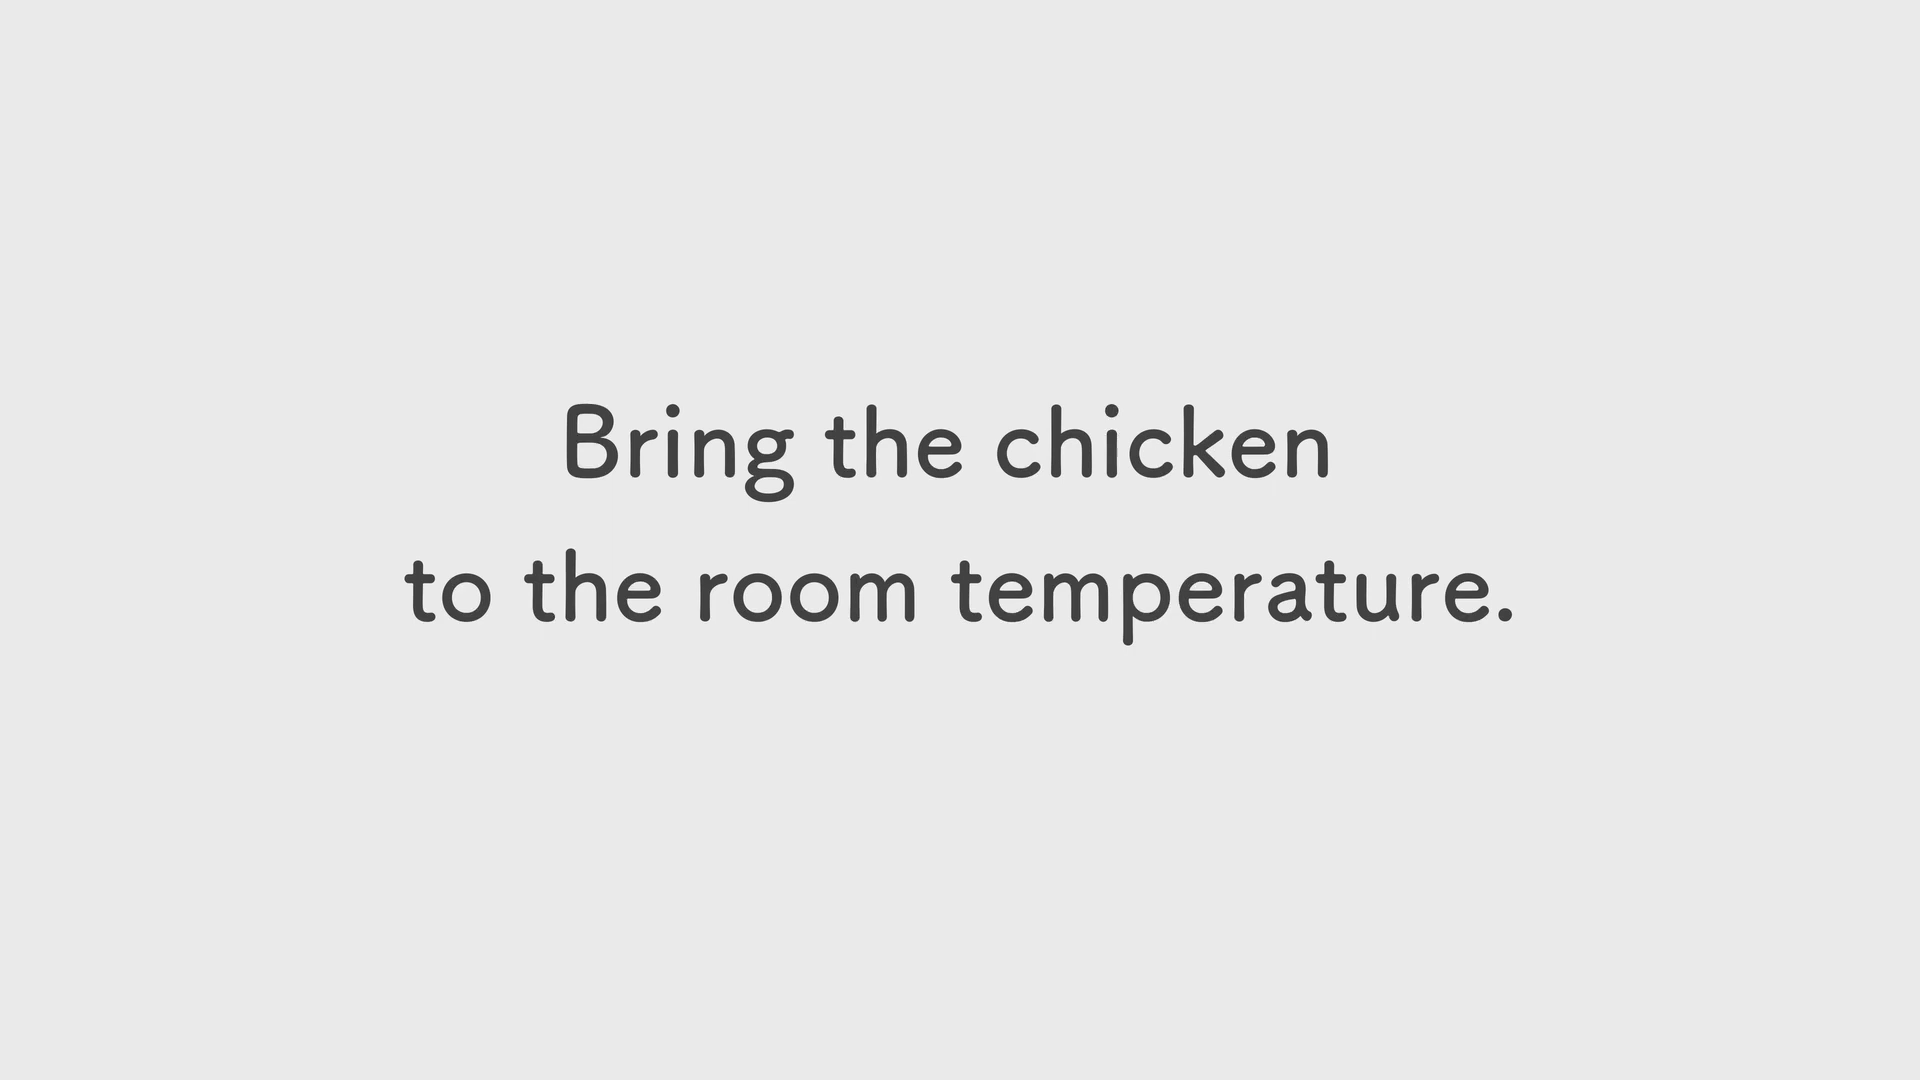 Bring the chicken
to the room temperature.